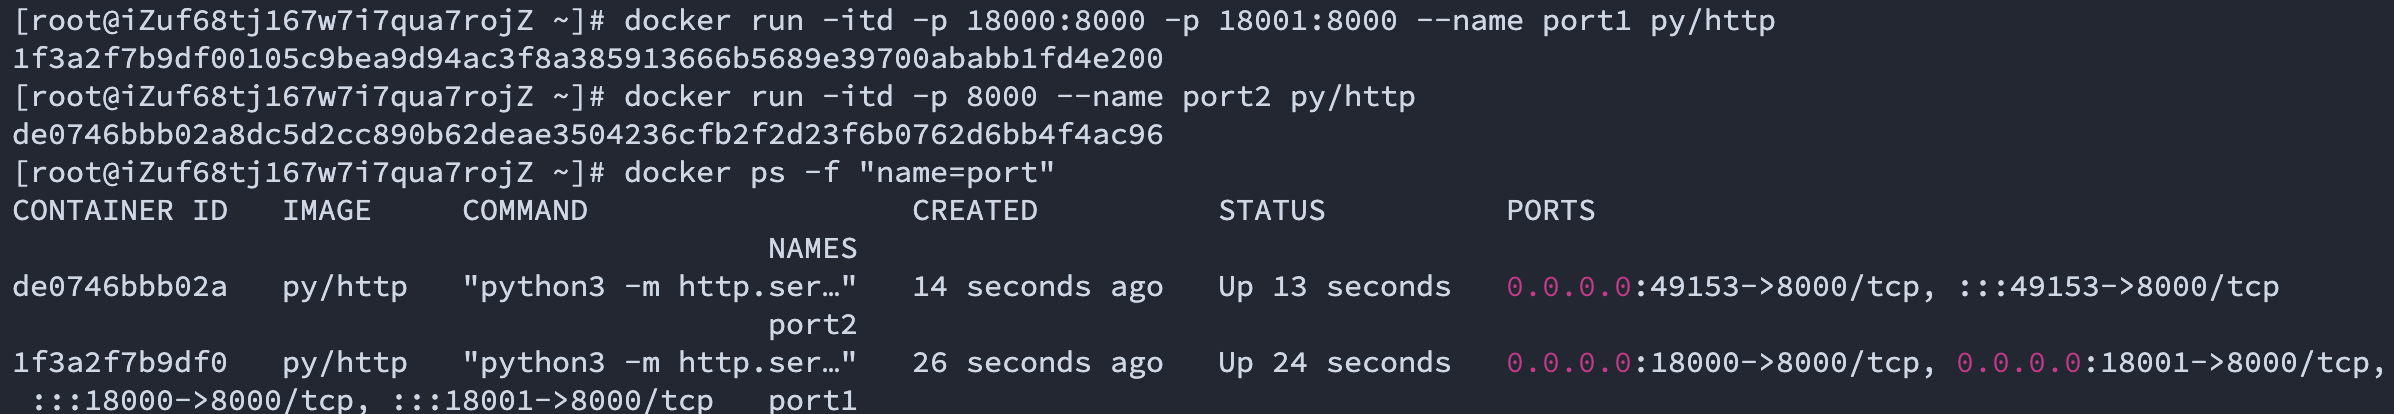 [root@iZuf68tj167w7i7qua7rojZ ~]# docker run -itd -p 18000:8000 -p 18001:8000 --name port1 py/http
1f3a2f7b9df00105c9bea9d94ac3f8a385913666b5689e39700ababb1fd4e200
[root@iZuf68tj167w7i7qua7rojZ ~]# docker run -itd -p 8000 --name port2 py/http
de0746bbb02a8dc5d2cc890b62deae3504236cfb2f2d23f6b0762d6bb4f4ac96
[root@iZuf68tj167w7i7qua7rojZ ~]# docker ps -f "name=port"
CONTAINER ID   IMAGE     COMMAND                  CREATED          STATUS          PORTS
                                          NAMES
de0746bbb02a   py/http   "python3 -m http.ser…"   14 seconds ago   Up 13 seconds   0.0.0.0:49153->8000/tcp, :::49153->8000/tcp
                                          port2
1f3a2f7b9df0   py/http   "python3 -m http.ser…"   26 seconds ago   Up 24 seconds   0.0.0.0:18000->8000/tcp, 0.0.0.0:18001->8000/tcp,
 :::18000->8000/tcp, :::18001->8000/tcp   port1